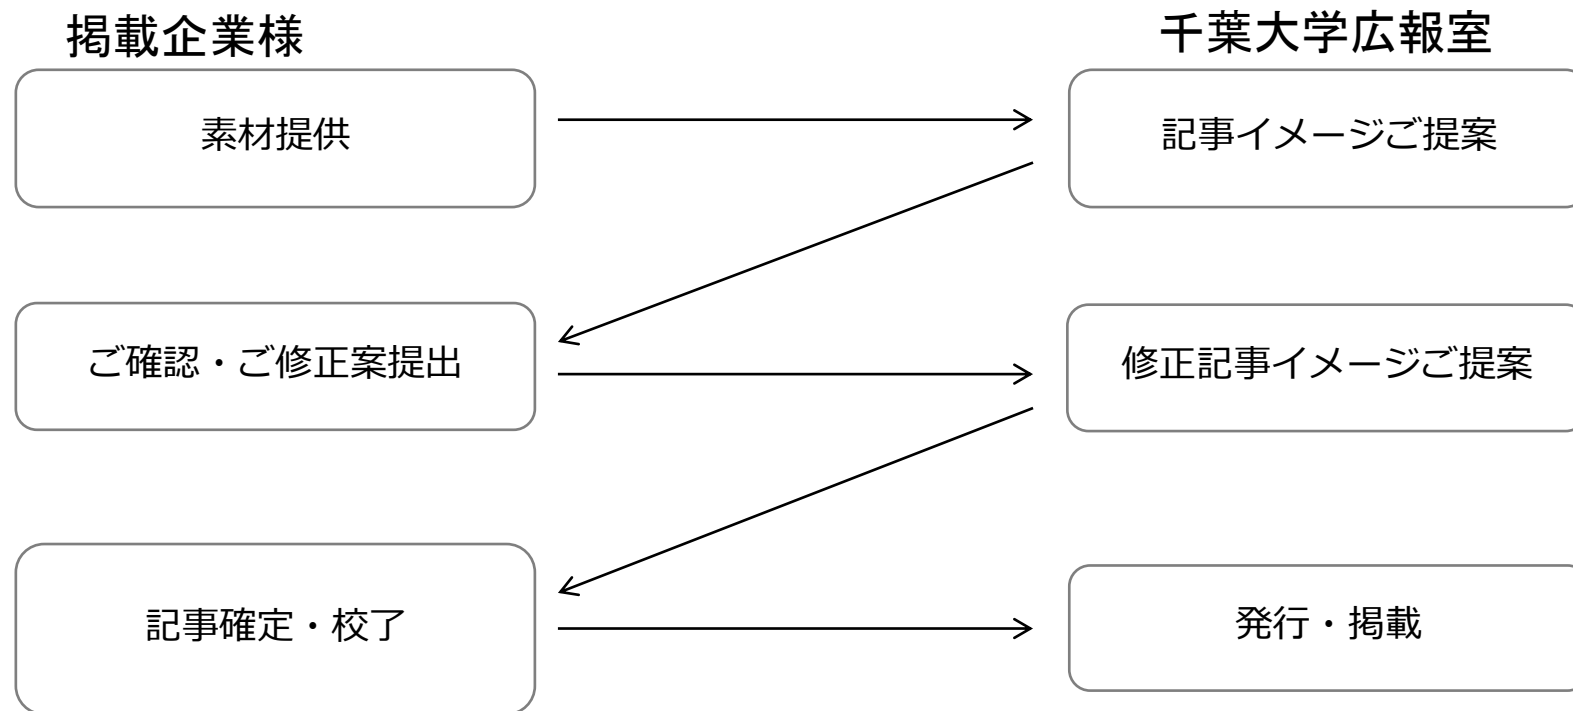 掲載企業様
千葉大学広報室
素材提供
記事イメージご提案
ご確認・ご修正案提出
修正記事イメージご提案
記事確定・校了
発行・掲載